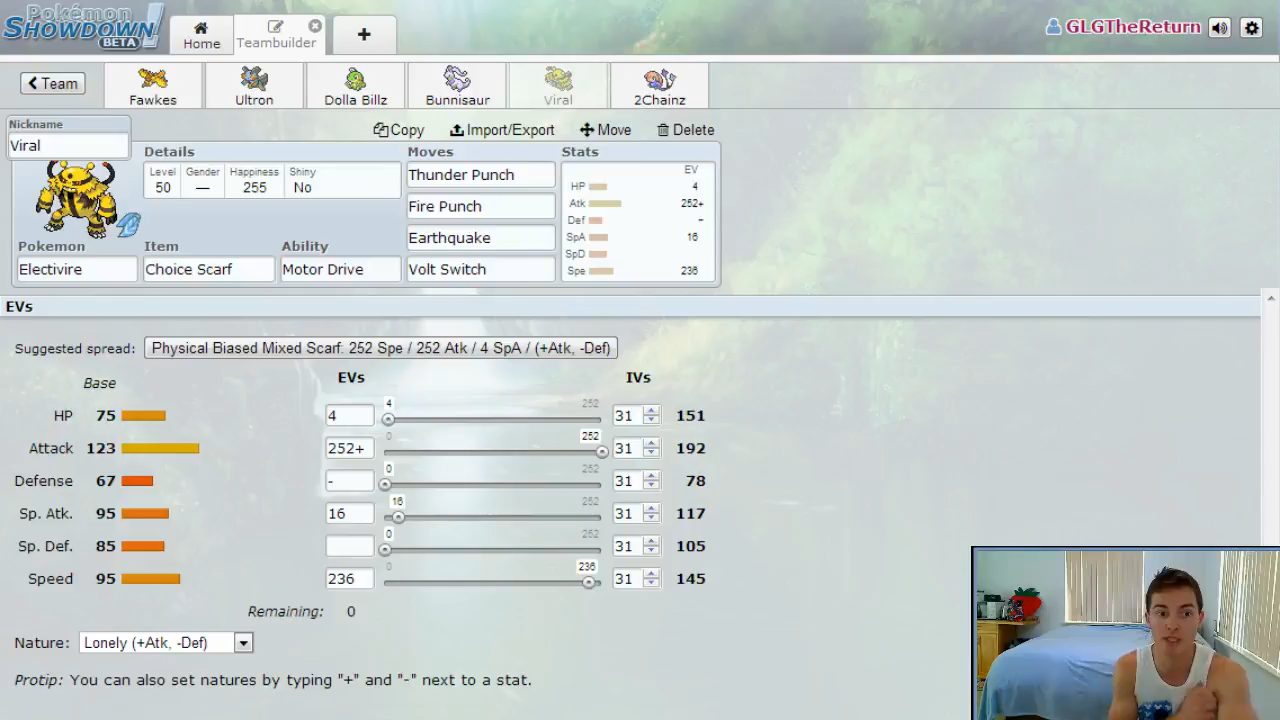 Pokémon
SHOWDOWN!
BETA
Home
Teambuilder
+
GLGTheReturn
Team
Fawkes
Ultron
Dolla Billz
Bunnisaur
Viral
2Chainz
Nickname
Viral
Copy
Import/Export
Move
Delete
Details
Level
50
Gender
—
Happiness
255
Shiny
No
Pokemon
Electivire
Item
Choice Scarf
Ability
Motor Drive
Moves
Thunder Punch
Fire Punch
Earthquake
Volt Switch
Stats
EV
HP 4
Atk 252+
Def -
SpA 16
SpD
Spe 236
EVs
Suggested spread: Physical Biased Mixed Scarf: 252 Spe / 252 Atk / 4 SpA / (+Atk, -Def)
Base EVs IVs
4 252
HP 75 4 31 151
0 252
Attack 123 252+ 31 192
0 252
Defense 67 - 31 78
16 252
Sp. Atk. 95 16 31 117
0 252
Sp. Def. 85 31 105
0 236
Speed 95 236 31 145
Remaining: 0
Nature: Lonely (+Atk, -Def)
Protip: You can also set natures by typing "+" and "-" next to a stat.